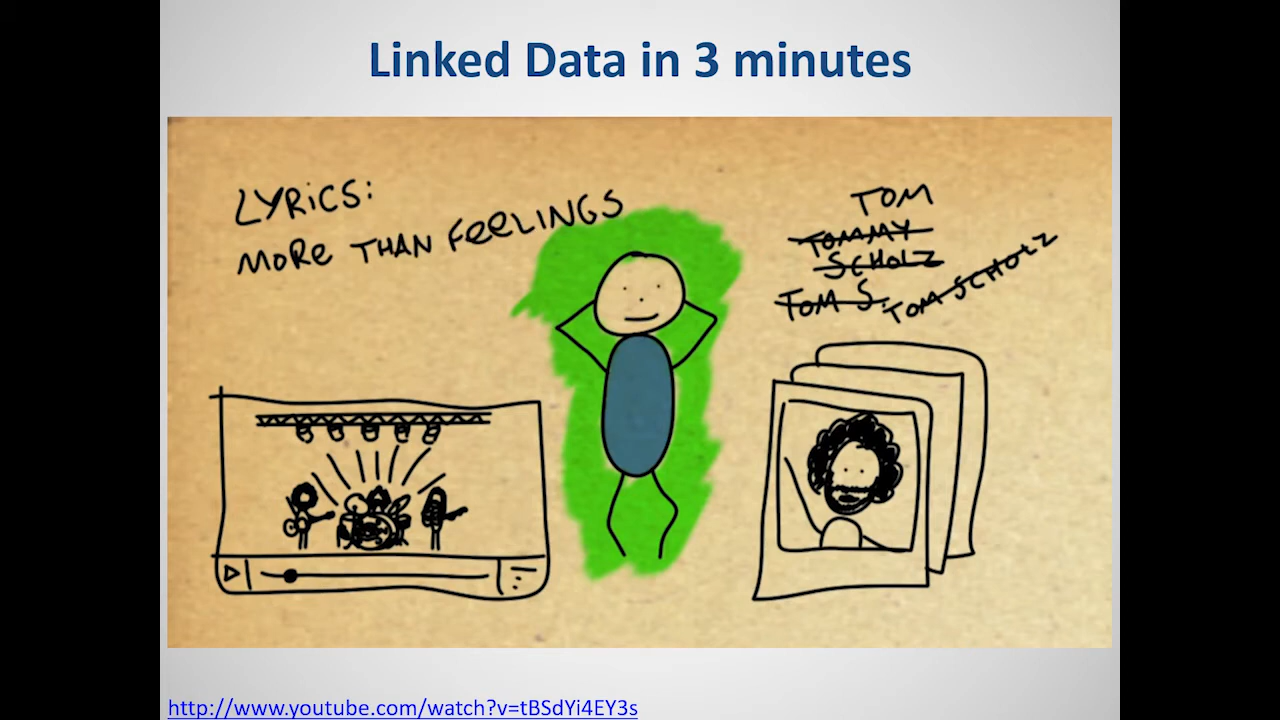 Linked Data in 3 minutes
LYRiCS:
MORe THAN FeeLINGS
TOM
TOMMY
SCHOLZ
TOM S.
TOM SCHOLZ
http://www.youtube.com/watch?v=tBSdYi4EY3s